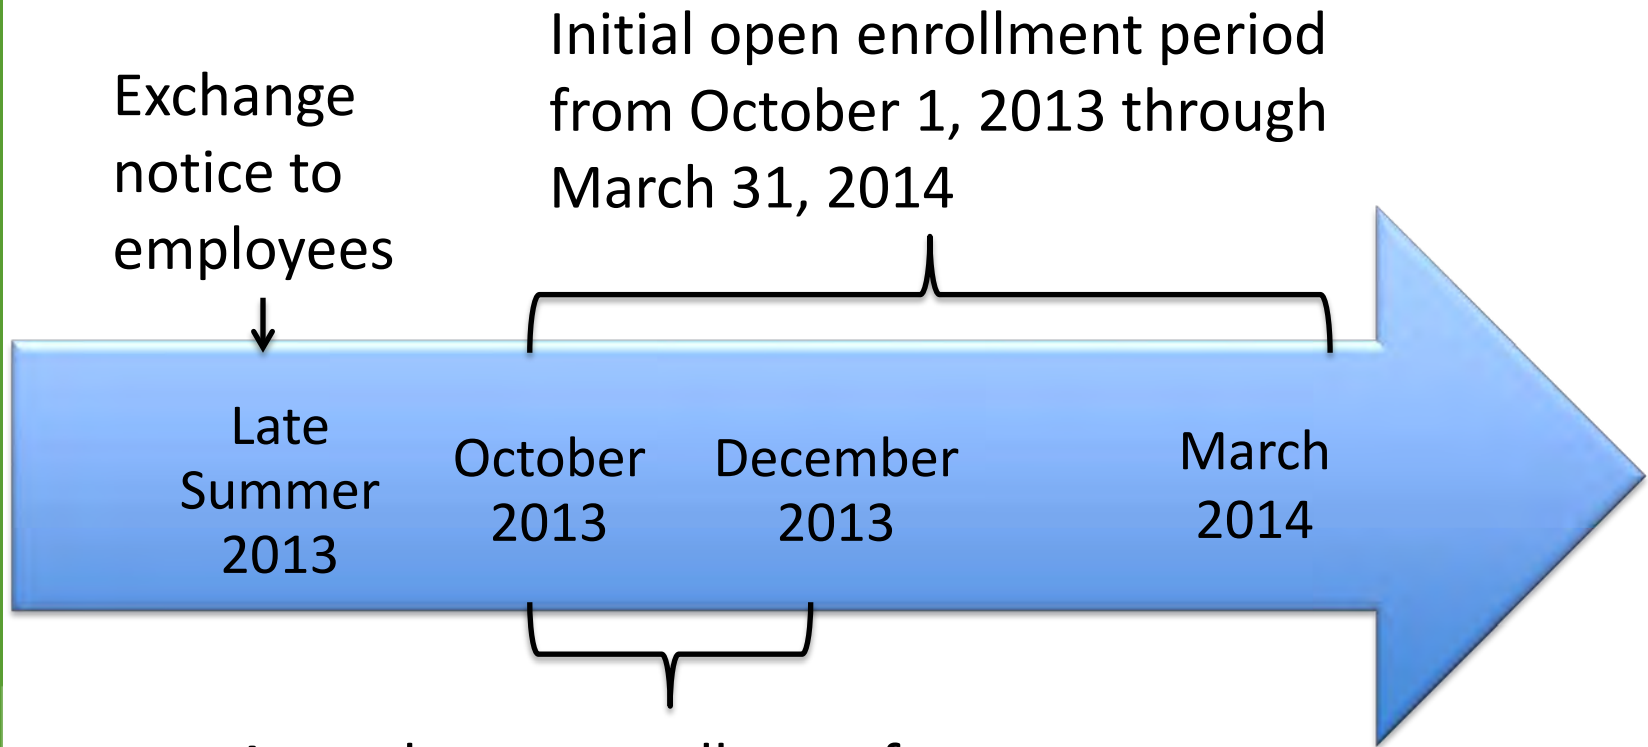 Initial open enrollment period
from October 1, 2013 through
March 31, 2014
Exchange
notice to
employees
Late
Summer
2013
October
2013
December
2013
March
2014